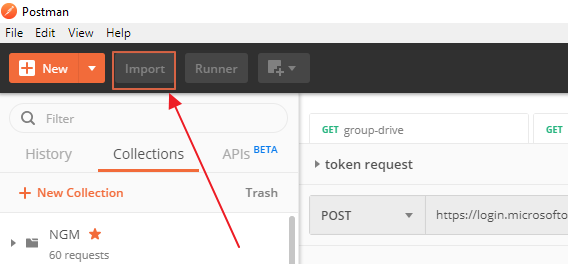 Postman
File Edit View Help
New Import Runner
Filter
GET group-drive GET
History Collections APIs BETA
token request
New Collection Trash
POST https://login.microsofto
NGM
60 requests